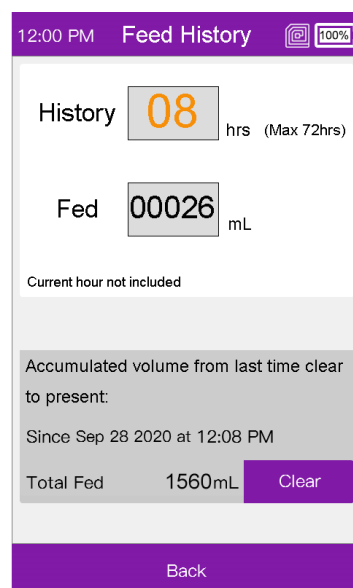 12:00 PM Feed History 100%
History 08 hrs (Max 72hrs)
Fed 00026 mL
Current hour not included
Accumulated volume from last time clear
to present:
Since Sep 28 2020 at 12:08 PM
Total Fed 1560mL Clear
Back